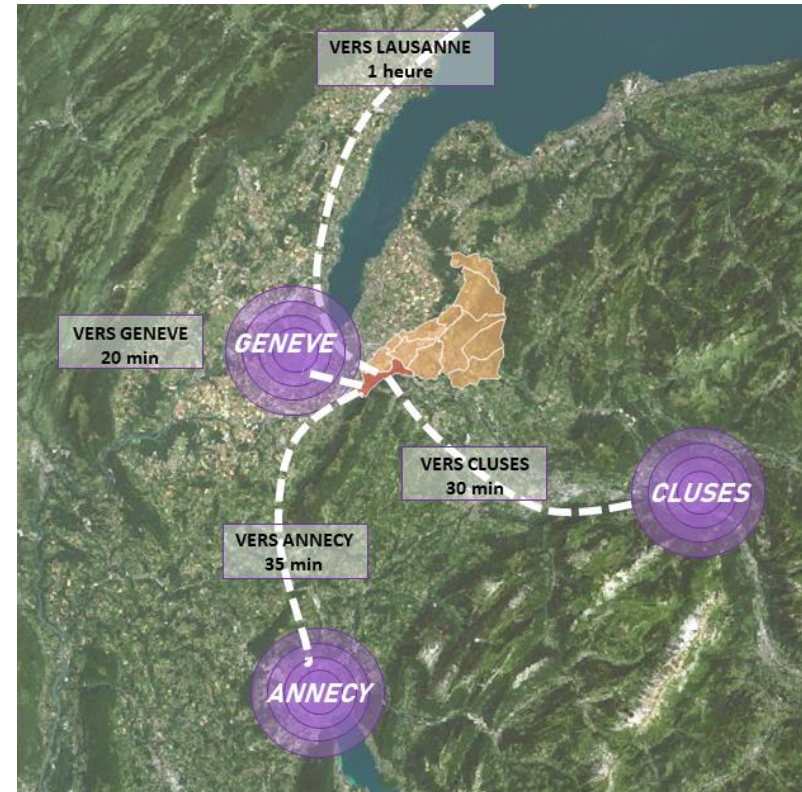 VERS LAUSANNE
1 heure
VERS GENEVE
20 min
GENEVE
VERS CLUSES
30 min
CLUSES
VERS ANNECY
35 min
ANNECY